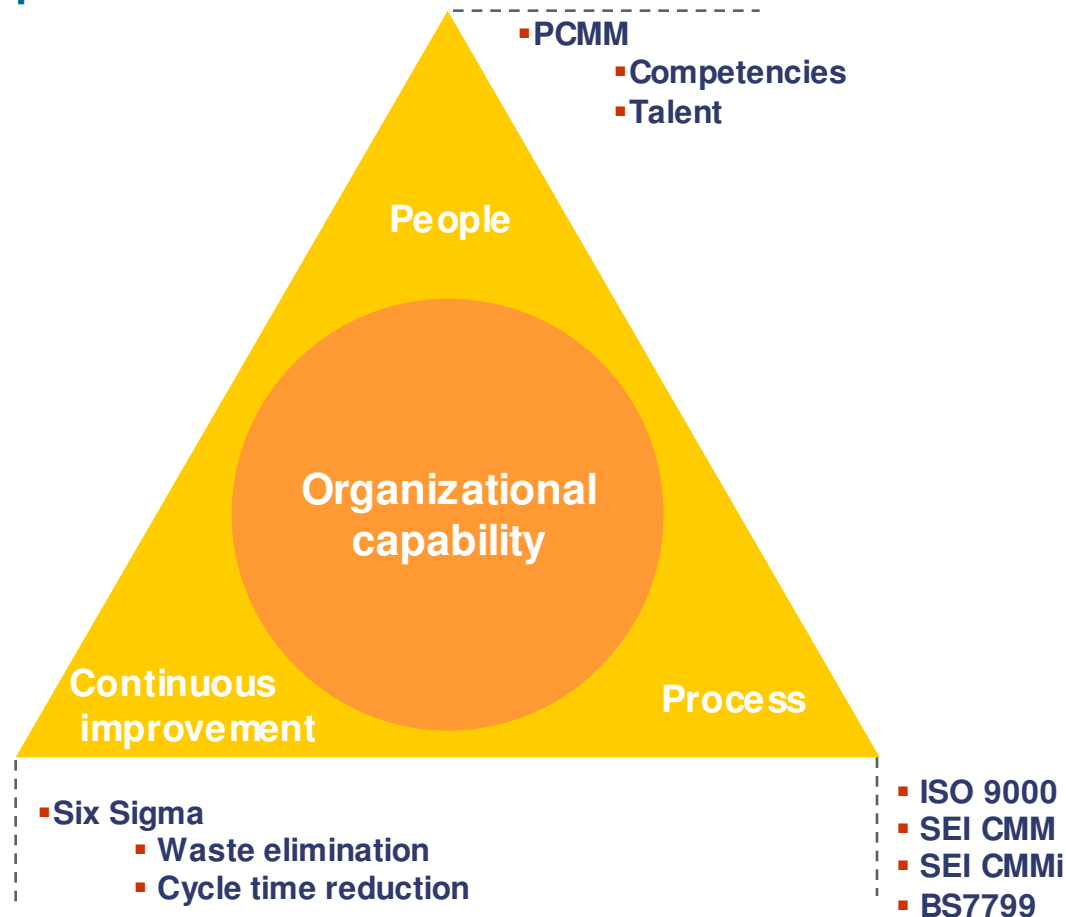 ▪PCMM
▪Competencies
▪Talent
People
Organizational
capability
Continuous
improvement
Process
▪Six Sigma
▪ Waste elimination
▪ Cycle time reduction
▪ ISO 9000
▪ SEI CMM
▪ SEI CMMi
▪ BS7799